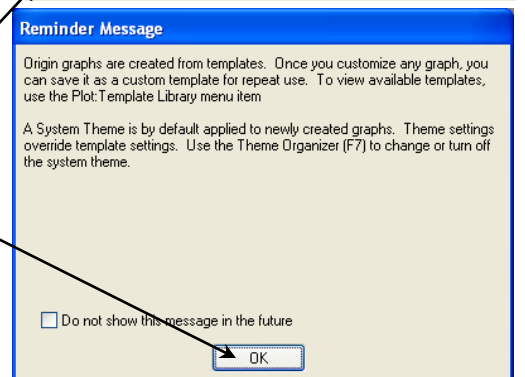 Reminder Message
Origin graphs are created from templates. Once you customize any graph, you
can save it as a custom template for repeat use. To view available templates,
use the Plot:Template Library menu item
A System Theme is by default applied to newly created graphs. Theme settings
override template settings. Use the Theme Organizer (F7) to change or turn off
the system theme.
Do not show this message in the future
OK